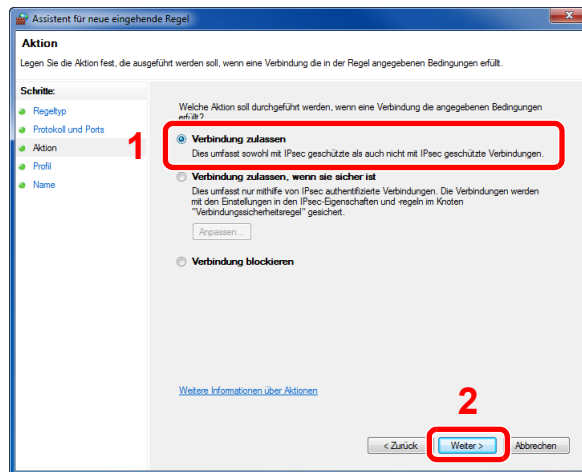 Assistent für neue eingehende Regel
Aktion
Legen Sie die Aktion fest, die ausgeführt werden soll, wenn eine Verbindung die in der Regel angegebenen Bedingungen erfüllt.
Schritte:
Regeltyp
Protokoll und Ports
Aktion
Profil
Name
Welche Aktion soll durchgeführt werden, wenn eine Verbindung die angegebenen Bedingungen
erfüllt?
1
Verbindung zulassen
Dies umfasst sowohl mit IPsec geschützte als auch nicht mit IPsec geschützte Verbindungen.
Verbindung zulassen, wenn sie sicher ist
Dies umfasst nur mithilfe von IPsec authentifizierte Verbindungen. Die Verbindungen werden
mit den Einstellungen in den IPsec-Eigenschaften und -regeln im Knoten
"Verbindungssicherheitsregel" gesichert.
Anpassen...
Verbindung blockieren
Weitere Informationen über Aktionen
2
< Zurück
Weiter >
Abbrechen